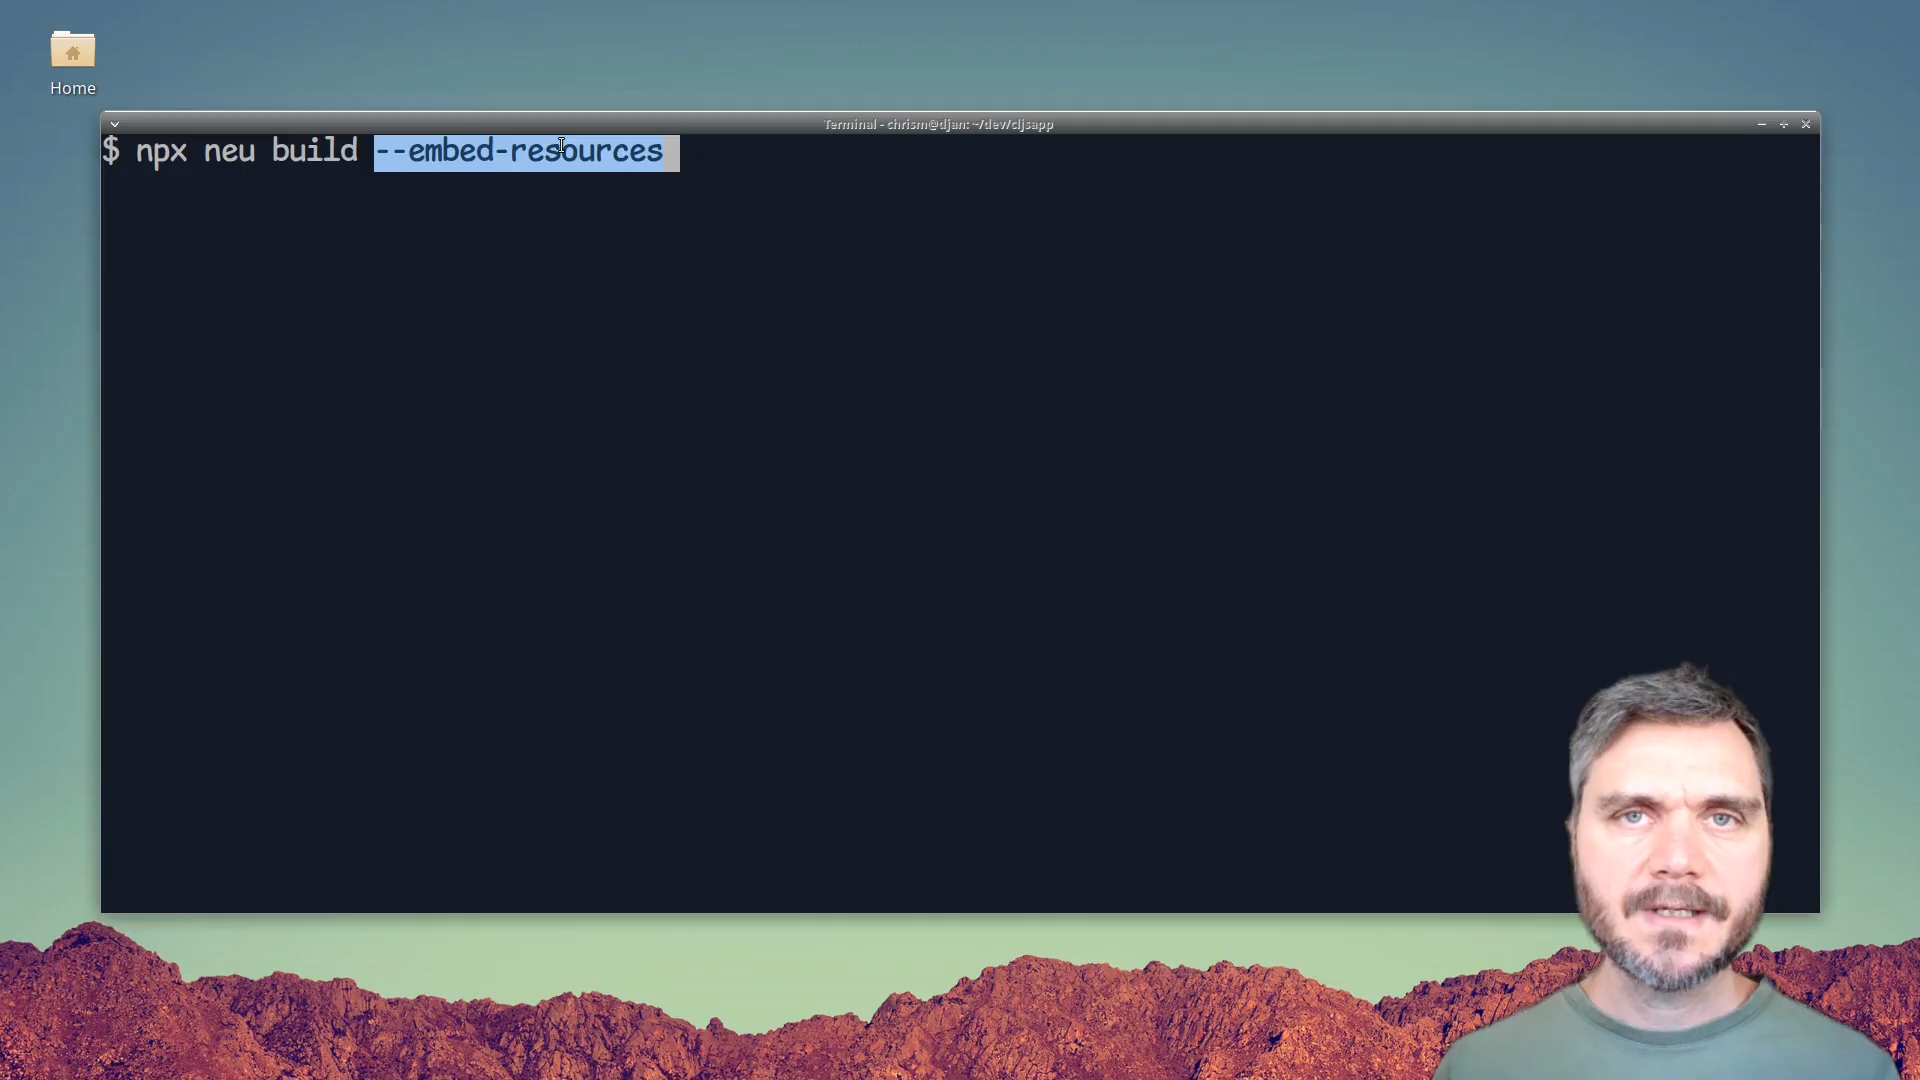 Home
Terminal - chrism@djan: ~/dev/cljsapp
$ npx neu build --embed-resources